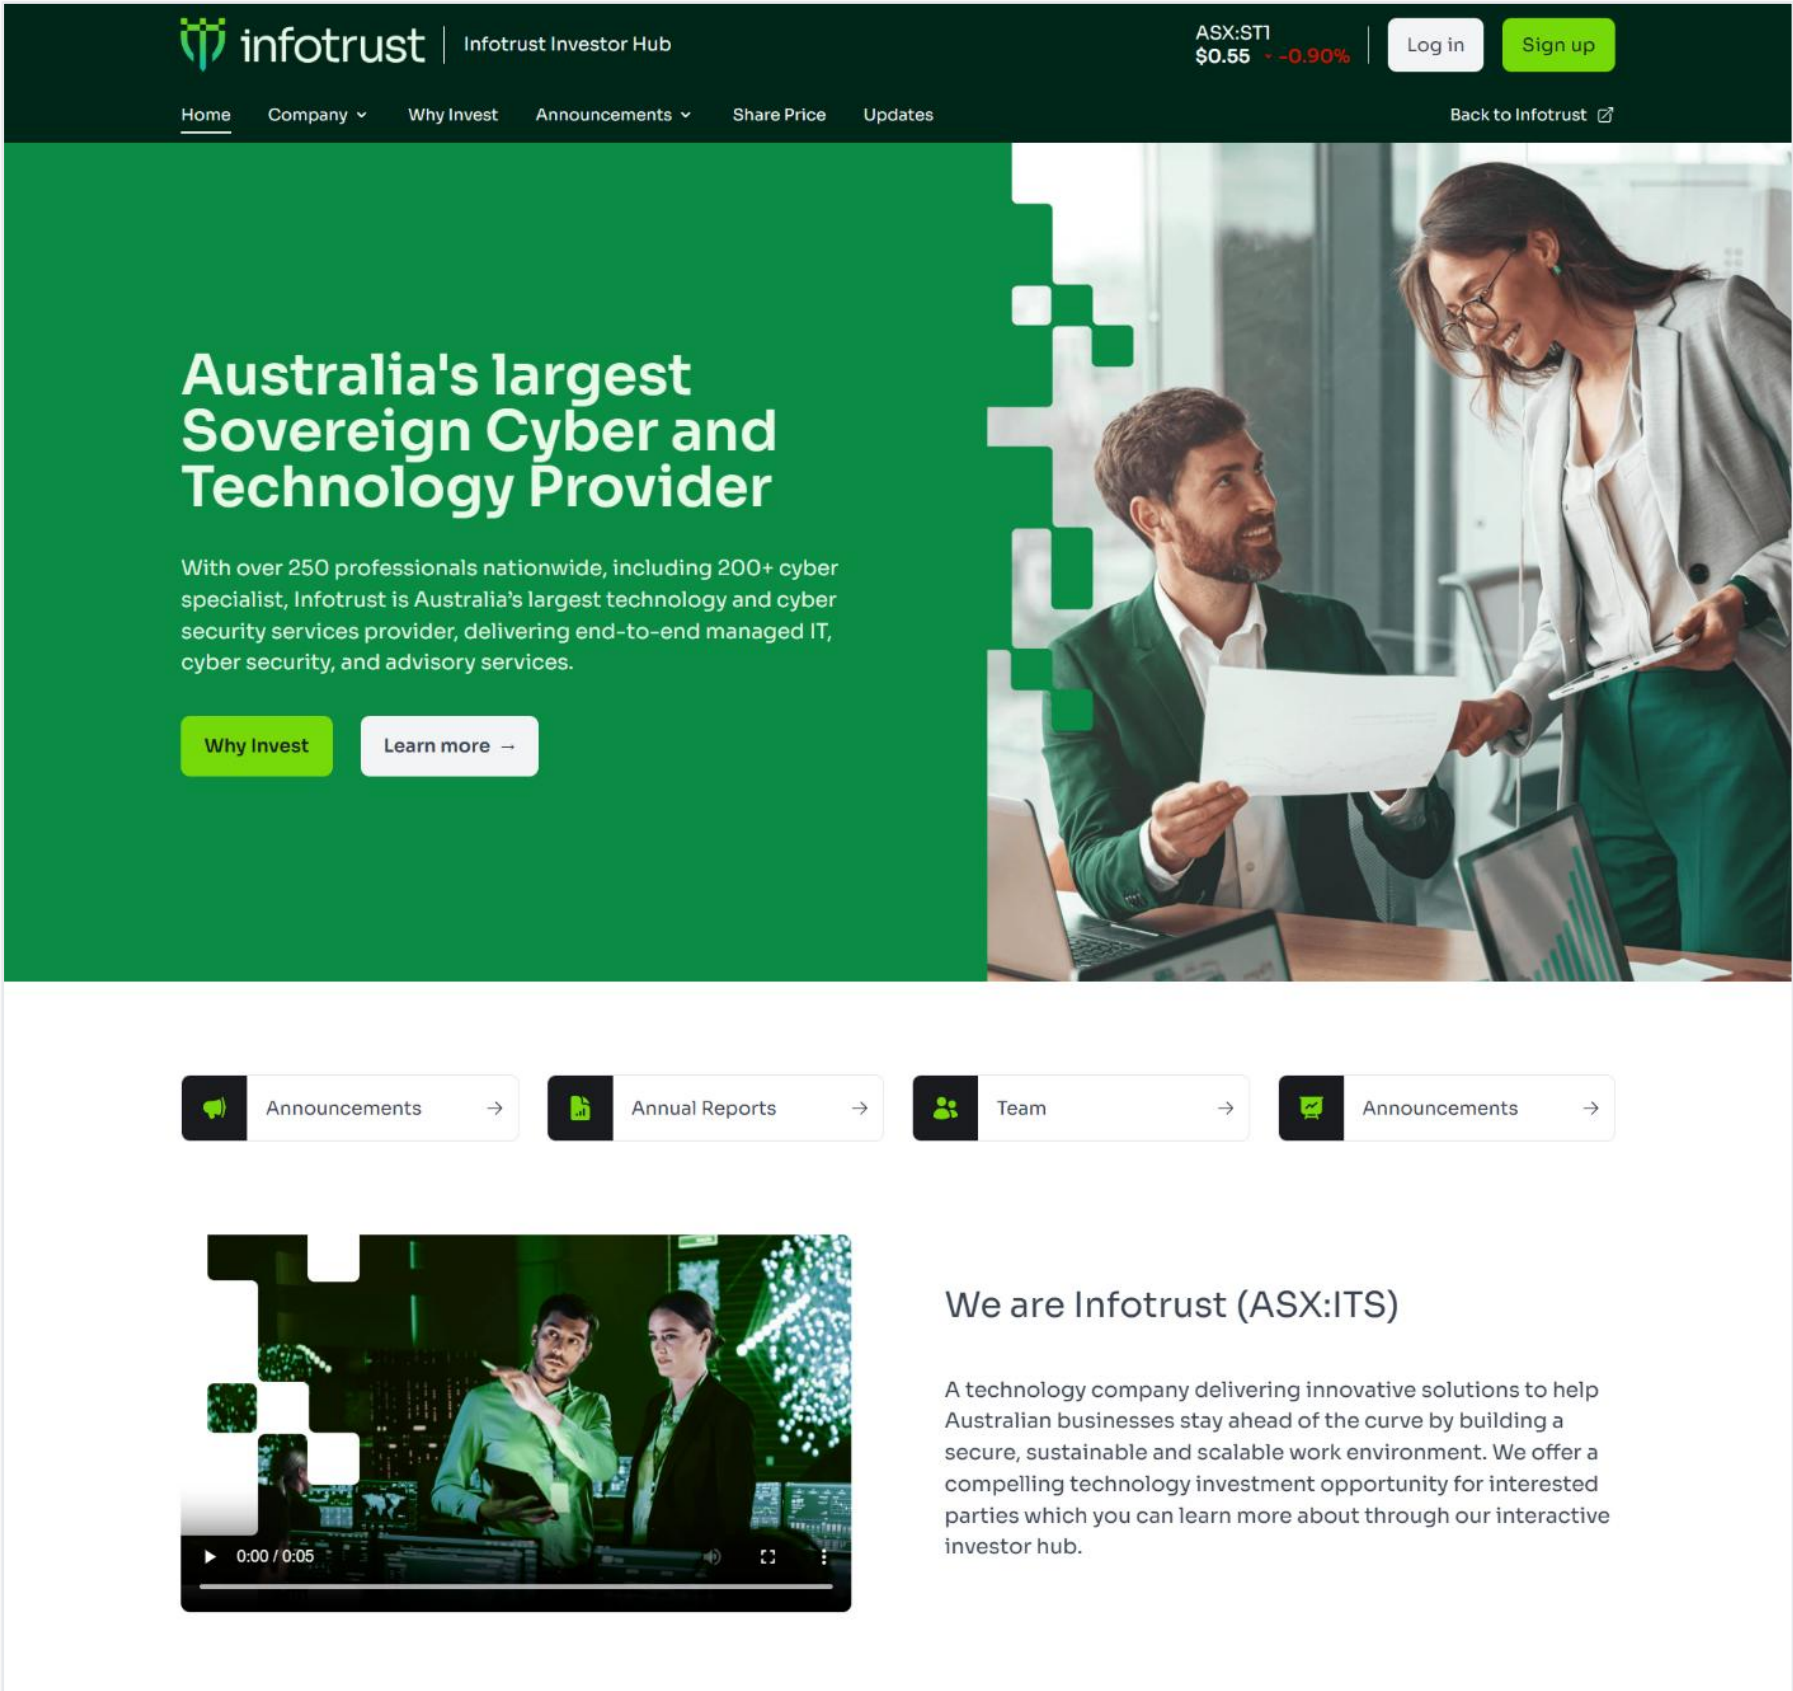 infotrust
Infotrust Investor Hub
ASX:ST1
$0.55 -0.90%
Log in
Sign up
Home
Company
Why Invest
Announcements
Share Price
Updates
Back to Infotrust
Australia's largest
Sovereign Cyber and
Technology Provider
With over 250 professionals nationwide, including 200+ cyber
specialist, Infotrust is Australia’s largest technology and cyber
security services provider, delivering end-to-end managed IT,
cyber security, and advisory services.
Why Invest
Learn more →
Announcements →
Annual Reports →
Team →
Announcements →
0:00 / 0:05
We are Infotrust (ASX:ITS)
A technology company delivering innovative solutions to help
Australian businesses stay ahead of the curve by building a
secure, sustainable and scalable work environment. We offer a
compelling technology investment opportunity for interested
parties which you can learn more about through our interactive
investor hub.